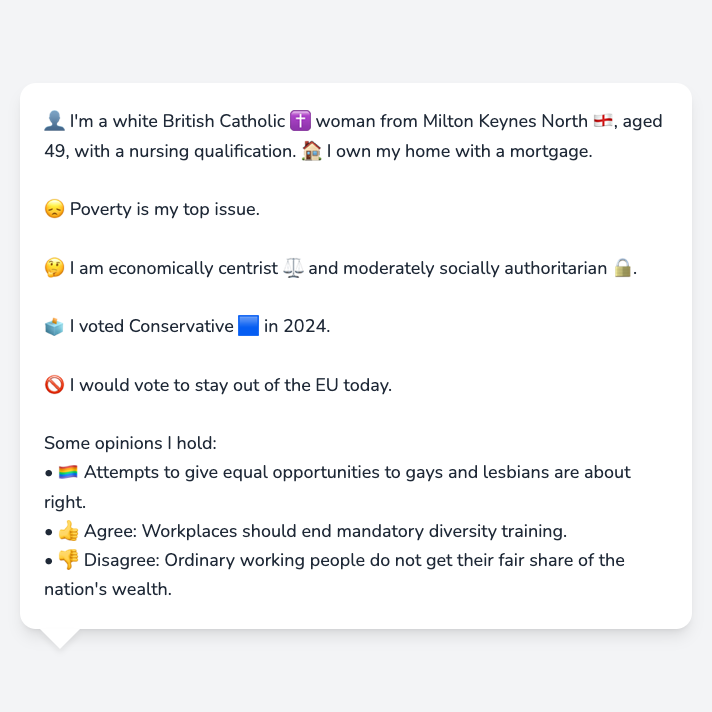 👤 I'm a white British Catholic ✝️ woman from Milton Keynes North 🏴󠁧󠁢󠁥󠁮󠁧󠁿, aged
49, with a nursing qualification. 🏠 I own my home with a mortgage.
😞 Poverty is my top issue.
🤔 I am economically centrist ⚖️ and moderately socially authoritarian 🔒.
🗳️ I voted Conservative 🟦 in 2024.
🚫 I would vote to stay out of the EU today.
Some opinions I hold:
• 🏳️‍🌈 Attempts to give equal opportunities to gays and lesbians are about
right.
• 👍 Agree: Workplaces should end mandatory diversity training.
• 👎 Disagree: Ordinary working people do not get their fair share of the
nation's wealth.